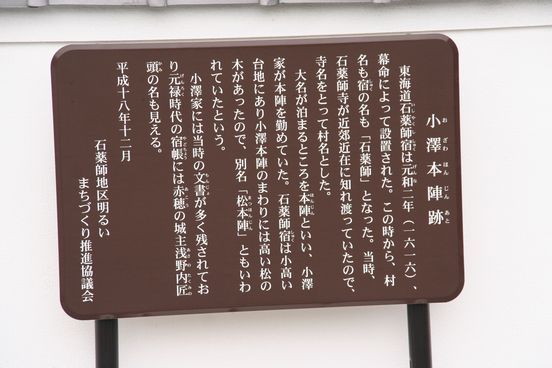 小澤本陣跡
東海道石薬師宿は元和二年（一六一六）、
幕命によって設置された。この時から、村
名も宿の名も「石薬師」となった。当時、
石薬師寺が近郊近在に知れ渡っていたので、
寺名をとって村名とした。
大名が泊まるところを本陣といい、小澤
家が本陣を勤めていた。石薬師宿は小高い
台地にあり小澤本陣のまわりには高い松の
木があったので、別名「松本陣」ともいわ
れていたという。
小澤家には当時の文書が多く残されてお
り元禄時代の宿帳には赤穂の城主浅野内匠
頭の名も見える。
平成十八年十二月
石薬師地区明るい
まちづくり推進協議会